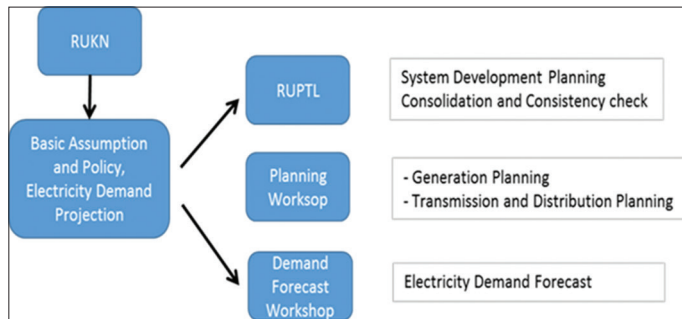 RUKN
Basic Assumption
and Policy,
Electricity Demand
Projection
RUPTL
System Development Planning
Consolidation and Consistency check
Planning
Worksop
- Generation Planning
- Transmission and Distribution Planning
Demand
Forecast
Workshop
Electricity Demand Forecast